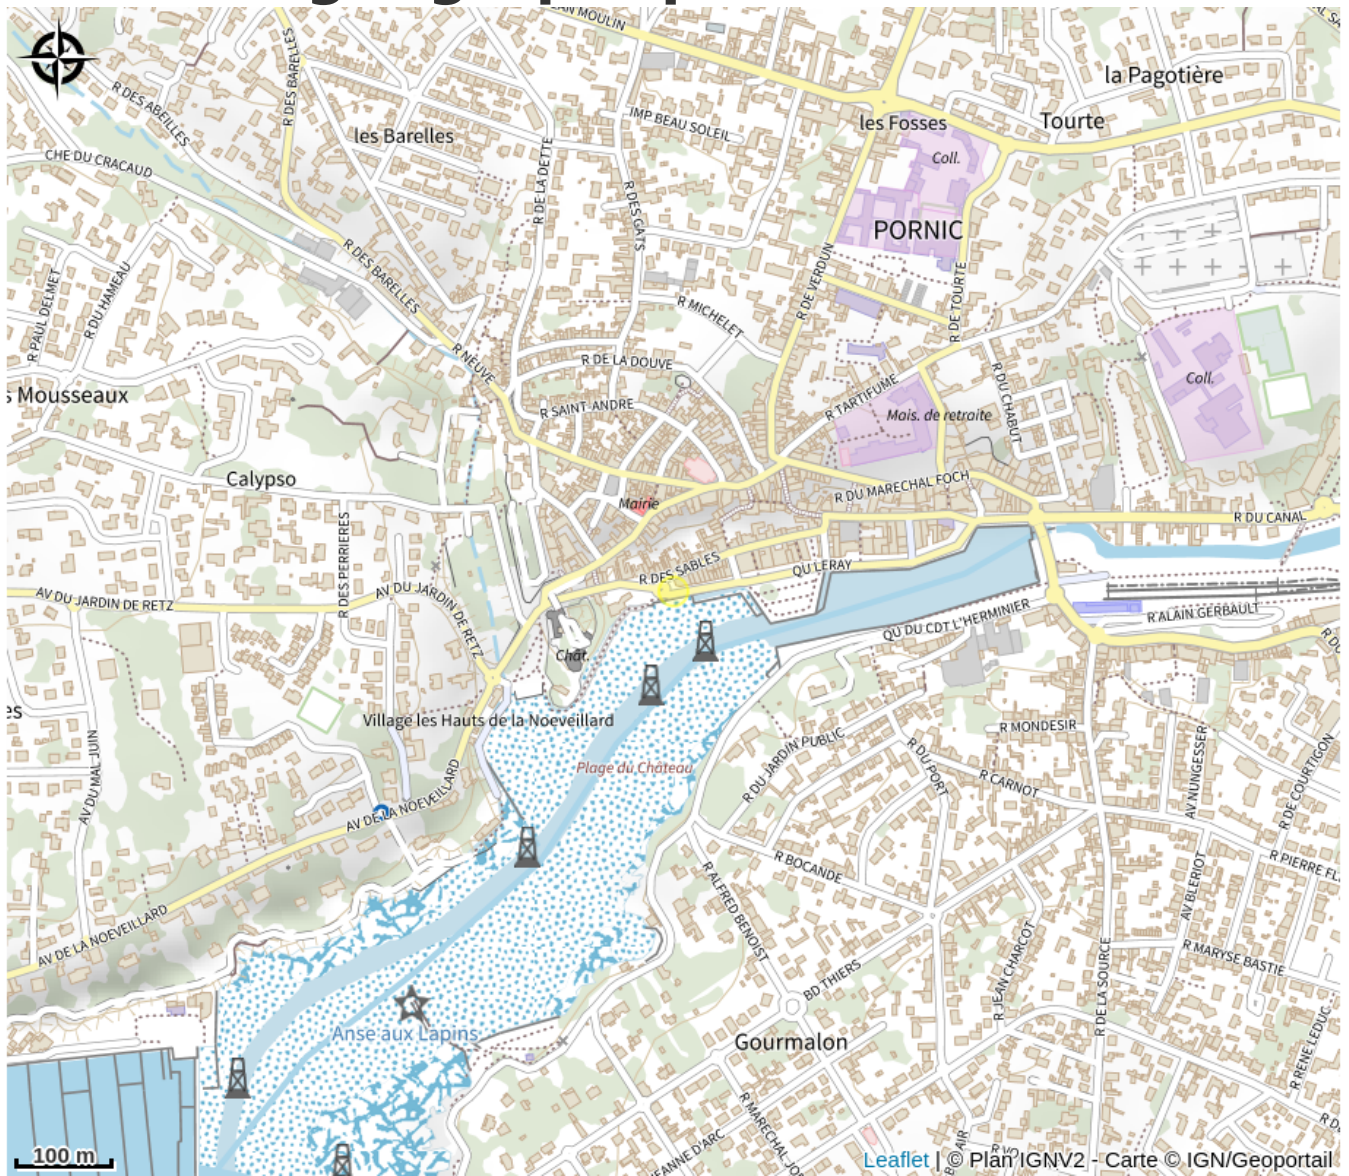 R DES BARELLES
la Pagotière
R DES ABEILLES
IMP BEAU SOLEIL
les Fosses
Tourte
les Barelles
CHE DU CRACAUD
R DE LA DETTE
R DES GATS
Coll.
PORNIC
R DES BARELLES
R DE VERDUN
R DE TOURTE
R PAUL DELMET
R DU HAMEAU
R MICHELET
R NEUVE
R DE LA DOUVE
R TARTIFUME
R DU CHABUT
Coll.
s Mousseaux
R SAINT-ANDRE
Mais. de retraite
Calypso
Mairie
R DU MARECHAL FOCH
R DU CANAL
R DES PERRIERES
R DES SABLES
QU LERAY
AV DU JARDIN DE RETZ
AV DU JARDIN DE RETZ
QU DU CDT L'HERMINIER
R ALAIN GERBAULT
Chât.
es
Village les Hauts de la Noeveillard
R MONDESIR
Plage du Château
R DU JARDIN PUBLIC
R DU PORT
R CARNOT
AV NUNGESSER
R DE COURTIGON
AV DU MAL JUIN
AV DE LA NOEVEILLARD
R BOCANDE
R PIERRE FL
R ALFRED BENOIST
AV BLERIOT
AV DE LA NOEVEILLARD
BD THIERS
R JEAN CHARCOT
R DE LA SOURCE
R MARYSE BASTIE
Anse aux Lapins
Gourmalon
R RENE LEDUC
R MARECHAL JO
JEANNE D'ARC
100 m
Leaflet | © Plan IGNV2 - Carte © IGN/Geoportail